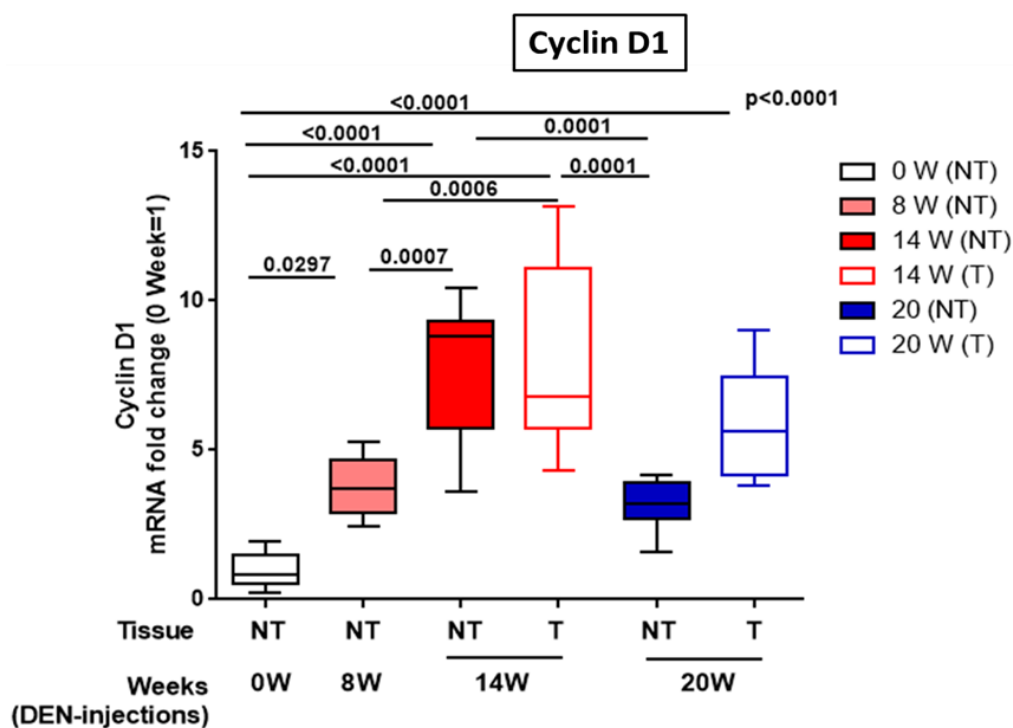 Cyclin D1
<0.0001
p<0.0001
<0.0001
0.0001
<0.0001
0.0001
0.0006
0.0297
0.0007
15
10
5
0
Cyclin D1
mRNA fold change (0 Week=1)
0 W (NT)
8 W (NT)
14 W (NT)
14 W (T)
20 (NT)
20 W (T)
Tissue NT NT NT T NT T
Weeks 0W 8W 14W 20W
(DEN-injections)